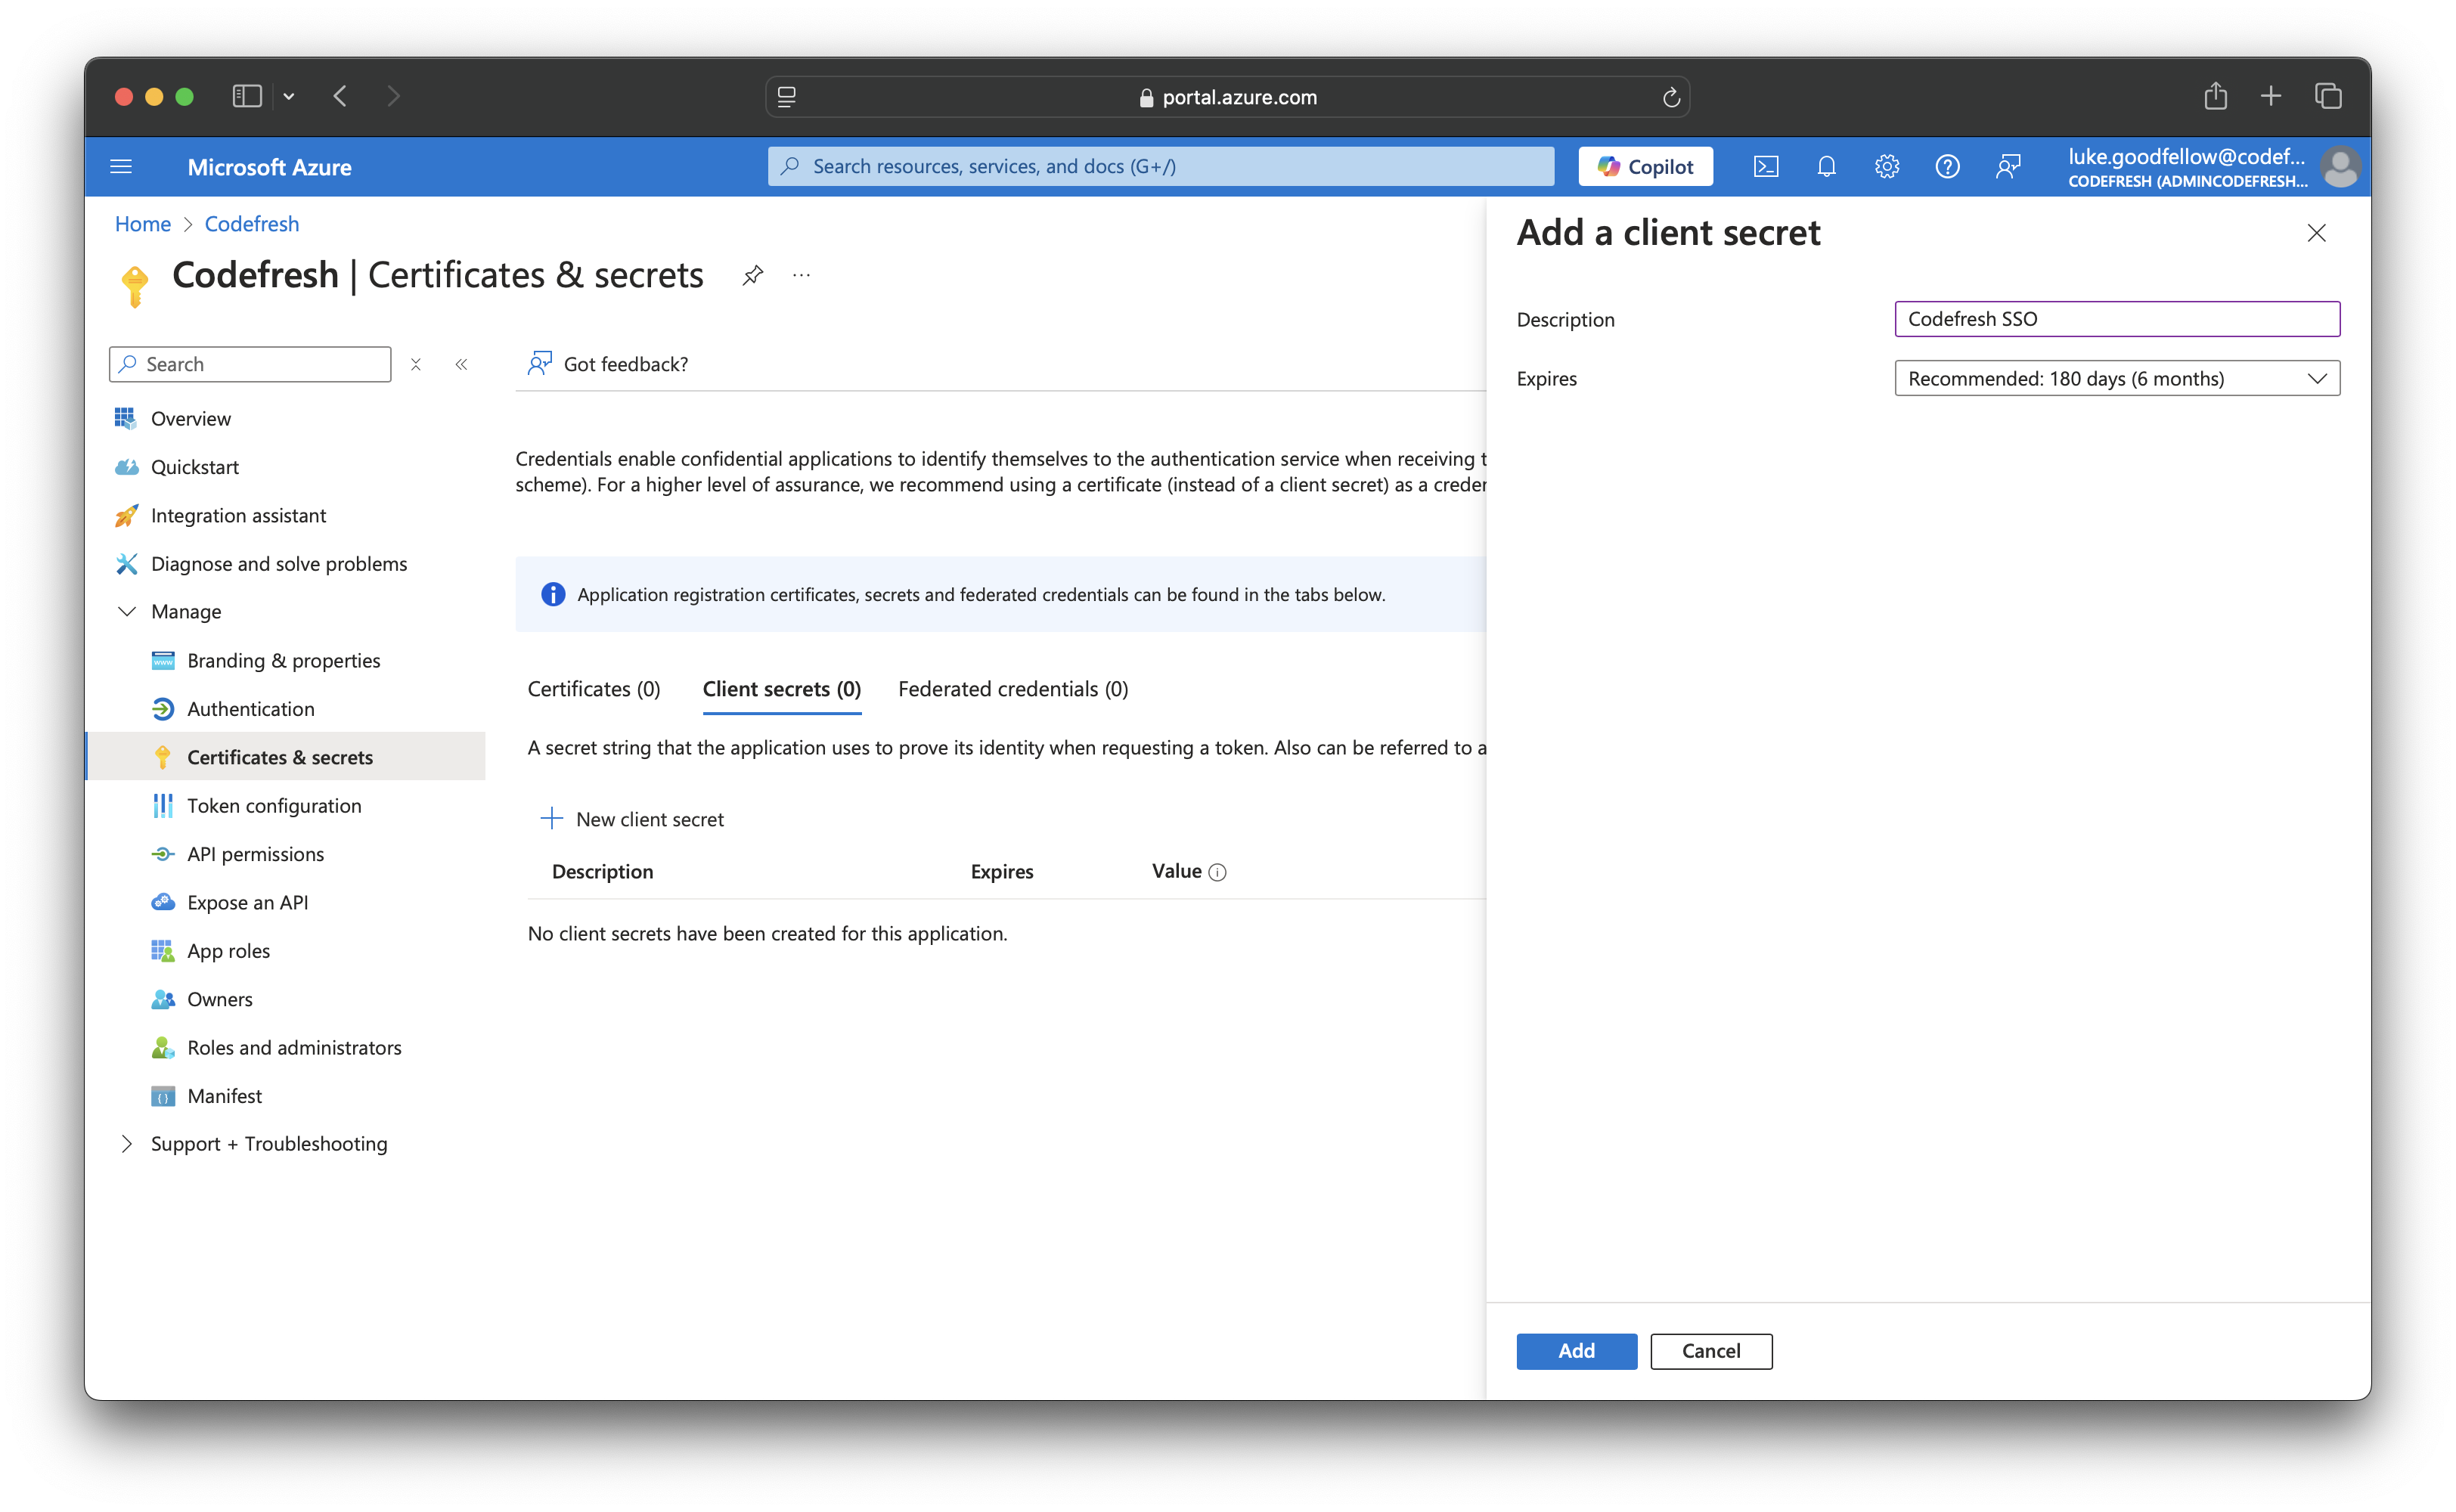 portal.azure.com
Microsoft Azure
Search resources, services, and docs (G+/)
Copilot
luke.goodfellow@codef...
CODEFRESH (ADMINCODEFRESH...
Home > Codefresh
Codefresh | Certificates & secrets
Search
Overview
Quickstart
Integration assistant
Diagnose and solve problems
Manage
Branding & properties
Authentication
Certificates & secrets
Token configuration
API permissions
Expose an API
App roles
Owners
Roles and administrators
Manifest
Support + Troubleshooting
Got feedback?
Credentials enable confidential applications to identify themselves to the authentication service when receiving t
scheme). For a higher level of assurance, we recommend using a certificate (instead of a client secret) as a creder
Application registration certificates, secrets and federated credentials can be found in the tabs below.
Certificates (0) Client secrets (0) Federated credentials (0)
A secret string that the application uses to prove its identity when requesting a token. Also can be referred to a
New client secret
Description Expires Value
No client secrets have been created for this application.
Add a client secret
Description Codefresh SSO
Expires Recommended: 180 days (6 months)
Add Cancel